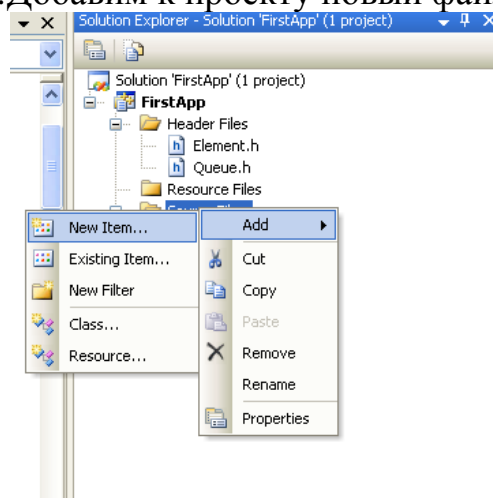 .Добавим к проекту новый фай
Solution Explorer - Solution 'FirstApp' (1 project)
Solution 'FirstApp' (1 project)
FirstApp
Header Files
Element.h
Queue.h
Resource Files
New Item...
Existing Item...
New Filter
Class...
Resource...
Add
Cut
Copy
Paste
Remove
Rename
Properties